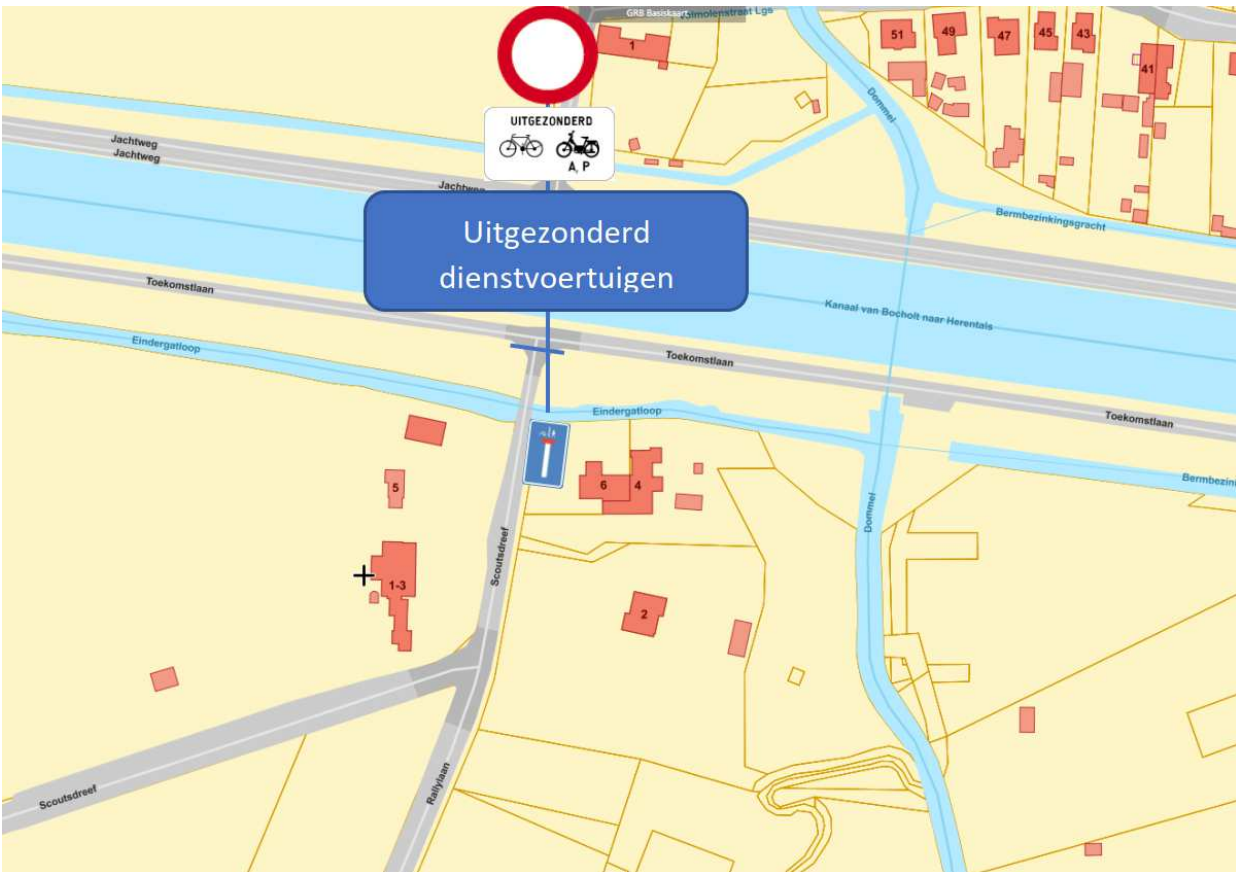 GRB Basiskaart
1
51
49
47
45
43
41
UITGEZONDERD
A, P
Dommel
Jachtweg
Jachtweg
Jachtweg
Uitgezonderd
dienstvoertuigen
Bermbezinkingsgracht
Toekomstlaan
Kanaal van Bocholt naar Herentals
Eindergatloop
Toekomstlaan
Eindergatloop
Toekomstlaan
5
6
4
Dommel
Scoutsdreef
1-3
2
Scoutsdreef
Rallylaan